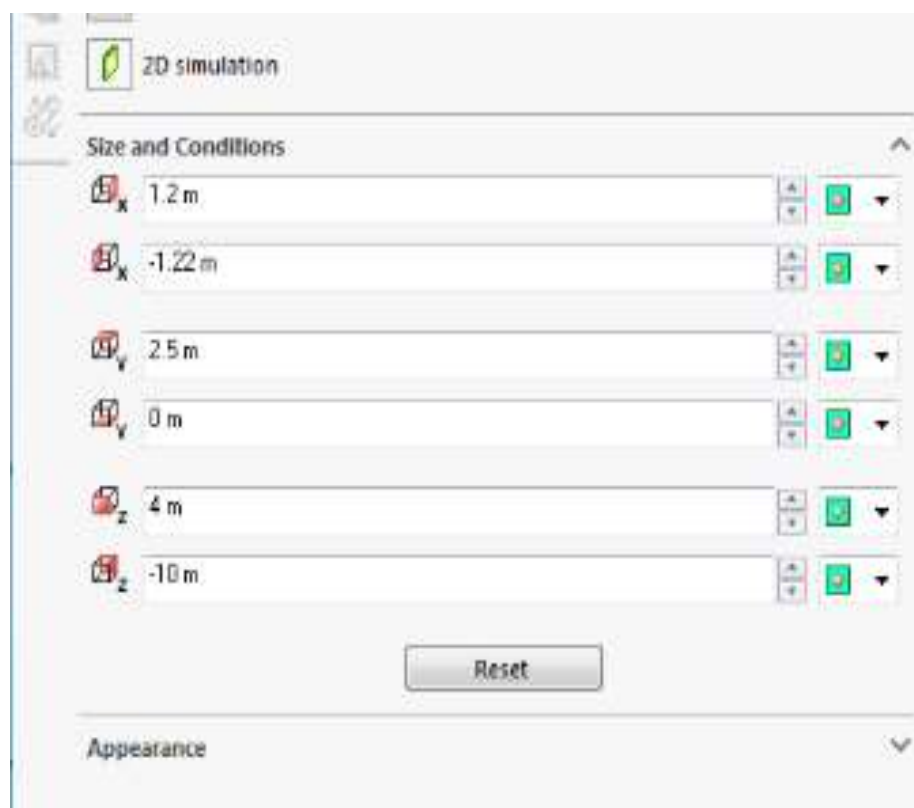 2D simulation
Size and Conditions
X 1.2 m
X -1.22 m
Y 2.5 m
Y 0 m
Z 4 m
Z -10 m
Reset
Appearance